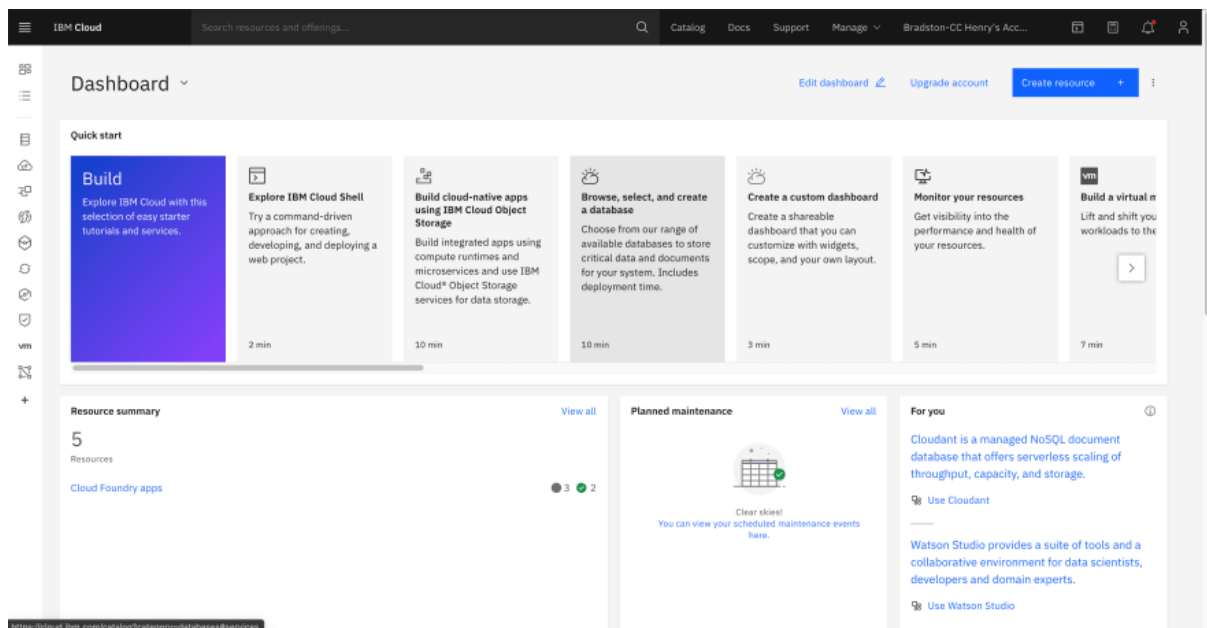 IBM Cloud
Search resources and offerings...
Catalog
Docs
Support
Manage
Bradston-CC Henry's Acc...
Dashboard
Edit dashboard
Upgrade account
Create resource +
Quick start
Build
Explore IBM Cloud with this
selection of easy starter
tutorials and services.
Explore IBM Cloud Shell
Try a command-driven
approach for creating,
developing, and deploying a
web project.
2 min
Build cloud-native apps
using IBM Cloud Object
Storage
Build integrated apps using
compute runtimes and
microservices and use IBM
Cloud® Object Storage
services for data storage.
10 min
Browse, select, and create
a database
Choose from our range of
available databases to store
critical data and documents
for your system. Includes
deployment time.
10 min
Create a custom dashboard
Create a shareable
dashboard that you can
customize with widgets,
scope, and your own layout.
3 min
Monitor your resources
Get visibility into the
performance and health of
your resources.
5 min
vm
Build a virtual m
Lift and shift you
workloads to the
7 min
vm
Resource summary
View all
5
Resources
Cloud Foundry apps
3 2
Planned maintenance
View all
Clear skies!
You can view your scheduled maintenance events
here.
For you
Cloudant is a managed NoSQL document
database that offers serverless scaling of
throughput, capacity, and storage.
Use Cloudant
Watson Studio provides a suite of tools and a
collaborative environment for data scientists,
developers and domain experts.
Use Watson Studio
https://cloud.ibm.com/catalog?category=databases#services